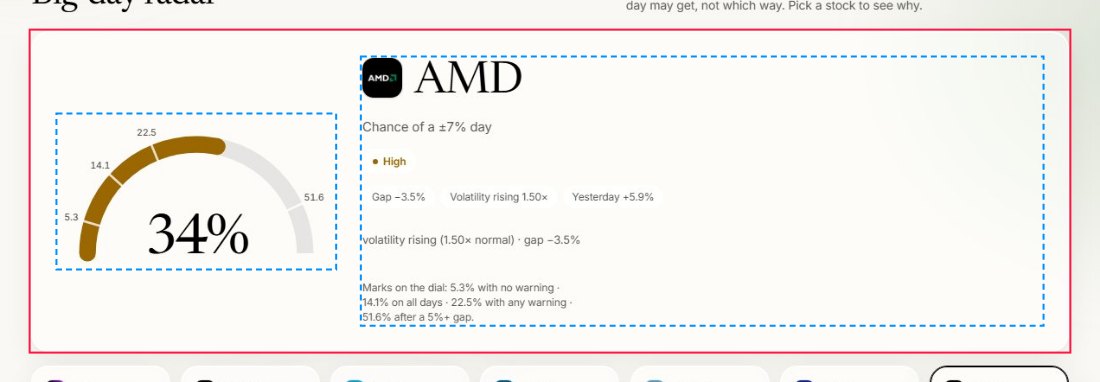 Big day radar
day may get, not which way. Pick a stock to see why.
AMD
AMD
Chance of a ±7% day
High
Gap −3.5%
Volatility rising 1.50×
Yesterday +5.9%
volatility rising (1.50× normal) · gap −3.5%
Marks on the dial: 5.3% with no warning ·
14.1% on all days · 22.5% with any warning ·
51.6% after a 5%+ gap.
5.3
14.1
22.5
51.6
34%